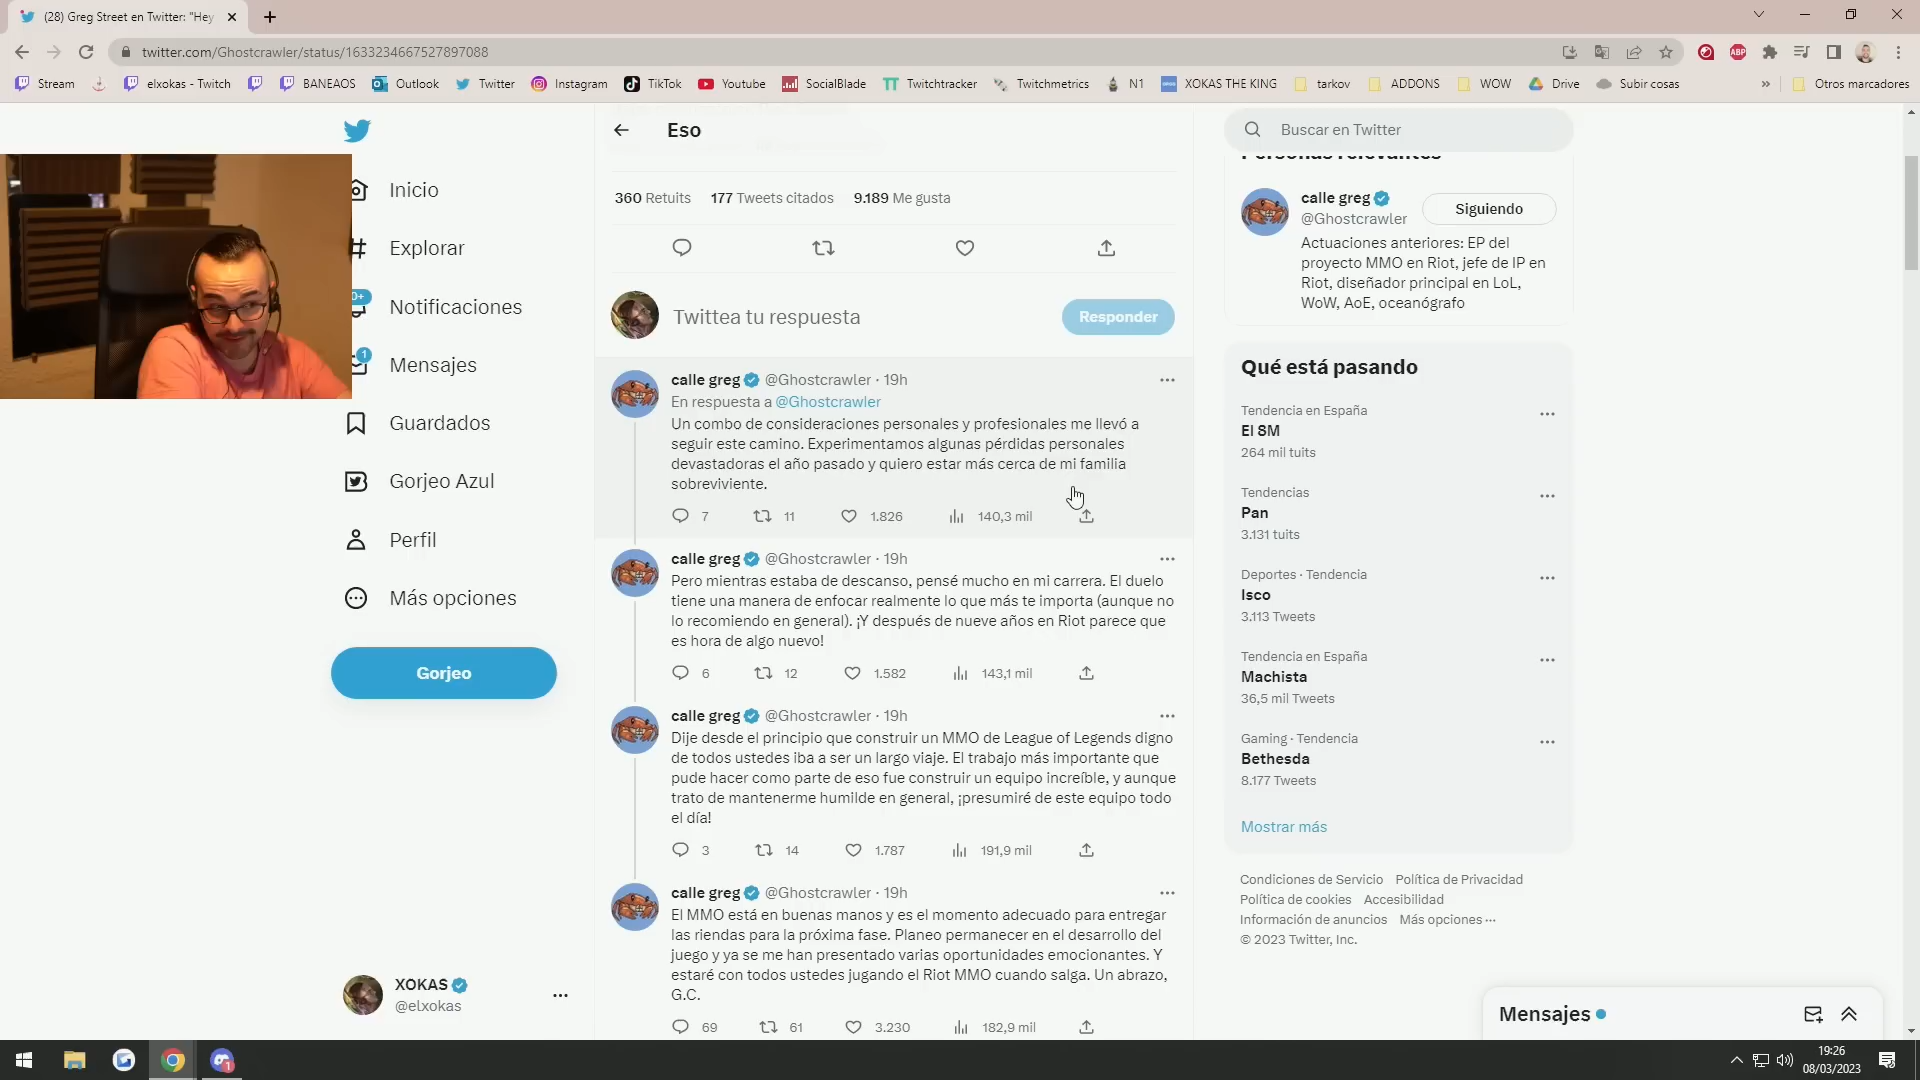 (28) Greg Street en Twitter: "Hey
twitter.com/Ghostcrawler/status/1633234667527897088
Stream
elxokas - Twitch
BANEAOS
Outlook
Twitter
Instagram
TikTok
Youtube
SocialBlade
Twitchtracker
Twitchmetrics
N1
XOKAS THE KING
tarkov
ADDONS
WOW
Drive
Subir cosas
»
Otros marcadores
Inicio
Explorar
Notificaciones
Mensajes
1
Guardados
Gorjeo Azul
Perfil
Más opciones
Gorjeo
XOKAS
@elxokas
Eso
360 Retuits 177 Tweets citados 9.189 Me gusta
Twittea tu respuesta
Responder
calle greg @Ghostcrawler · 19h
En respuesta a @Ghostcrawler
Un combo de consideraciones personales y profesionales me llevó a
seguir este camino. Experimentamos algunas pérdidas personales
devastadoras el año pasado y quiero estar más cerca de mi familia
sobreviviente.
7 11 1.826 140,3 mil
calle greg @Ghostcrawler · 19h
Pero mientras estaba de descanso, pensé mucho en mi carrera. El duelo
tiene una manera de enfocar realmente lo que más te importa (aunque no
lo recomiendo en general). ¡Y después de nueve años en Riot parece que
es hora de algo nuevo!
6 12 1.582 143,1 mil
calle greg @Ghostcrawler · 19h
Dije desde el principio que construir un MMO de League of Legends digno
de todos ustedes iba a ser un largo viaje. El trabajo más importante que
pude hacer como parte de eso fue construir un equipo increíble, y aunque
trato de mantenerme humilde en general, ¡presumiré de este equipo todo
el día!
3 14 1.787 191,9 mil
calle greg @Ghostcrawler · 19h
El MMO está en buenas manos y es el momento adecuado para entregar
las riendas para la próxima fase. Planeo permanecer en el desarrollo del
juego y ya se me han presentado varias oportunidades emocionantes. Y
estaré con todos ustedes jugando el Riot MMO cuando salga. Un abrazo,
G.C.
69 61 3.230 182,9 mil
Buscar en Twitter
Personas relevantes
calle greg
@Ghostcrawler
Siguiendo
Actuaciones anteriores: EP del
proyecto MMO en Riot, jefe de IP en
Riot, diseñador principal en LoL,
WoW, AoE, oceanógrafo
Qué está pasando
Tendencia en España
El 8M
264 mil tuits
Tendencias
Pan
3.131 tuits
Deportes · Tendencia
Isco
3.113 Tweets
Tendencia en España
Machista
36,5 mil Tweets
Gaming · Tendencia
Bethesda
8.177 Tweets
Mostrar más
Condiciones de Servicio Política de Privacidad
Política de cookies Accesibilidad
Información de anuncios Más opciones ···
© 2023 Twitter, Inc.
Mensajes
19:26
08/03/2023